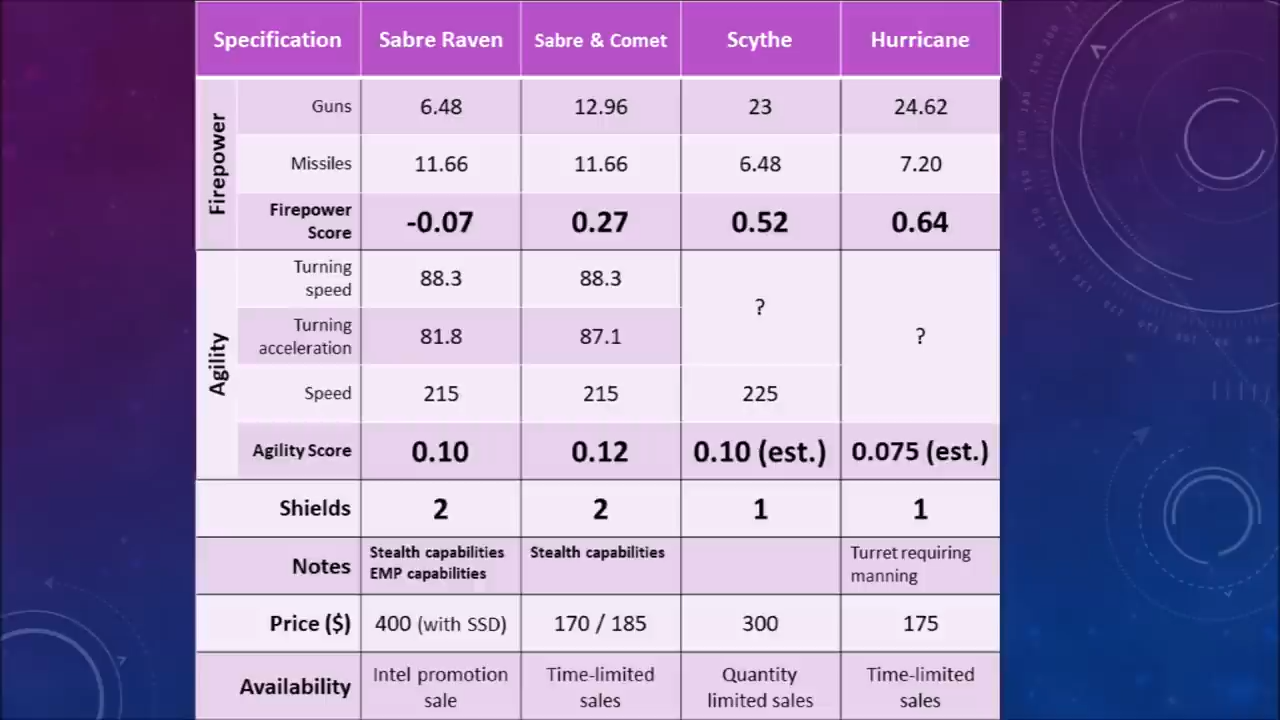 Specification Sabre Raven Sabre & Comet Scythe Hurricane
Firepower
Guns 6.48 12.96 23 24.62
Missiles 11.66 11.66 6.48 7.20
Firepower
Score -0.07 0.27 0.52 0.64
Agility
Turning
speed 88.3 88.3 ?
Turning
acceleration 81.8 87.1 ?
Speed 215 215 225
Agility Score 0.10 0.12 0.10 (est.) 0.075 (est.)
Shields 2 2 1 1
Notes
Stealth capabilities
EMP capabilities
Stealth capabilities
Turret requiring
manning
Price ($) 400 (with SSD) 170 / 185 300 175
Availability
Intel promotion
sale
Time-limited
sales
Quantity
limited sales
Time-limited
sales